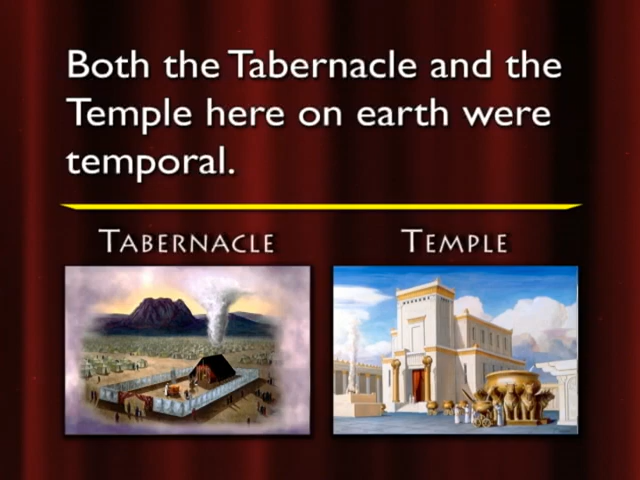 Both the Tabernacle and the
Temple here on earth were
temporal.
TABERNACLE
TEMPLE